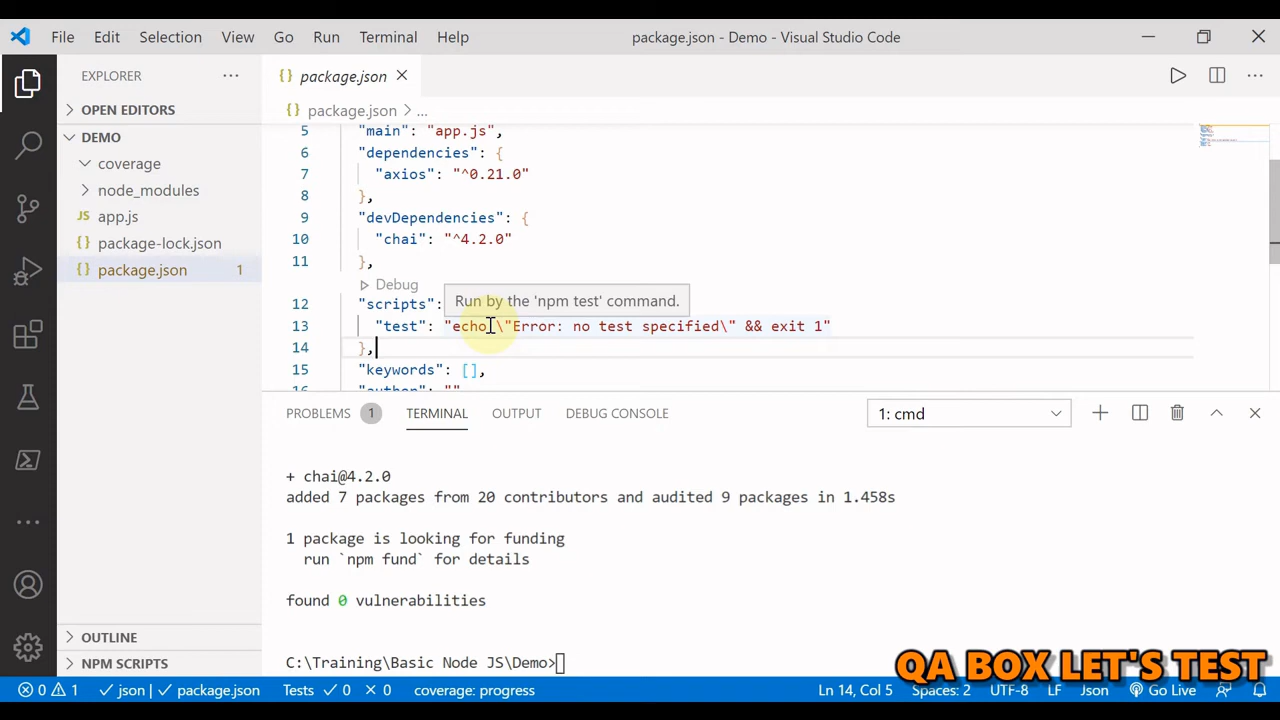 File Edit Selection View Go Run Terminal Help package.json - Demo - Visual Studio Code
EXPLORER
OPEN EDITORS
DEMO
coverage
node_modules
JS app.js
{} package-lock.json
{} package.json 1
OUTLINE
NPM SCRIPTS
{} package.json
{} package.json > ...
5 "main": "app.js",
6 "dependencies": {
7 "axios": "^0.21.0"
8 },
9 "devDependencies": {
10 "chai": "^4.2.0"
11 },
Debug
Run by the 'npm test' command.
12 "scripts":
13 "test": "echo \"Error: no test specified\" && exit 1"
14 },
15 "keywords": [],
16 "author": ""
PROBLEMS 1 TERMINAL OUTPUT DEBUG CONSOLE 1: cmd
+ chai@4.2.0
added 7 packages from 20 contributors and audited 9 packages in 1.458s
1 package is looking for funding
run `npm fund` for details
found 0 vulnerabilities
C:\Training\Basic Node JS\Demo>
QA BOX LET'S TEST
0 1 json package.json Tests 0 0 coverage: progress Ln 14, Col 5 Spaces: 2 UTF-8 LF Json Go Live